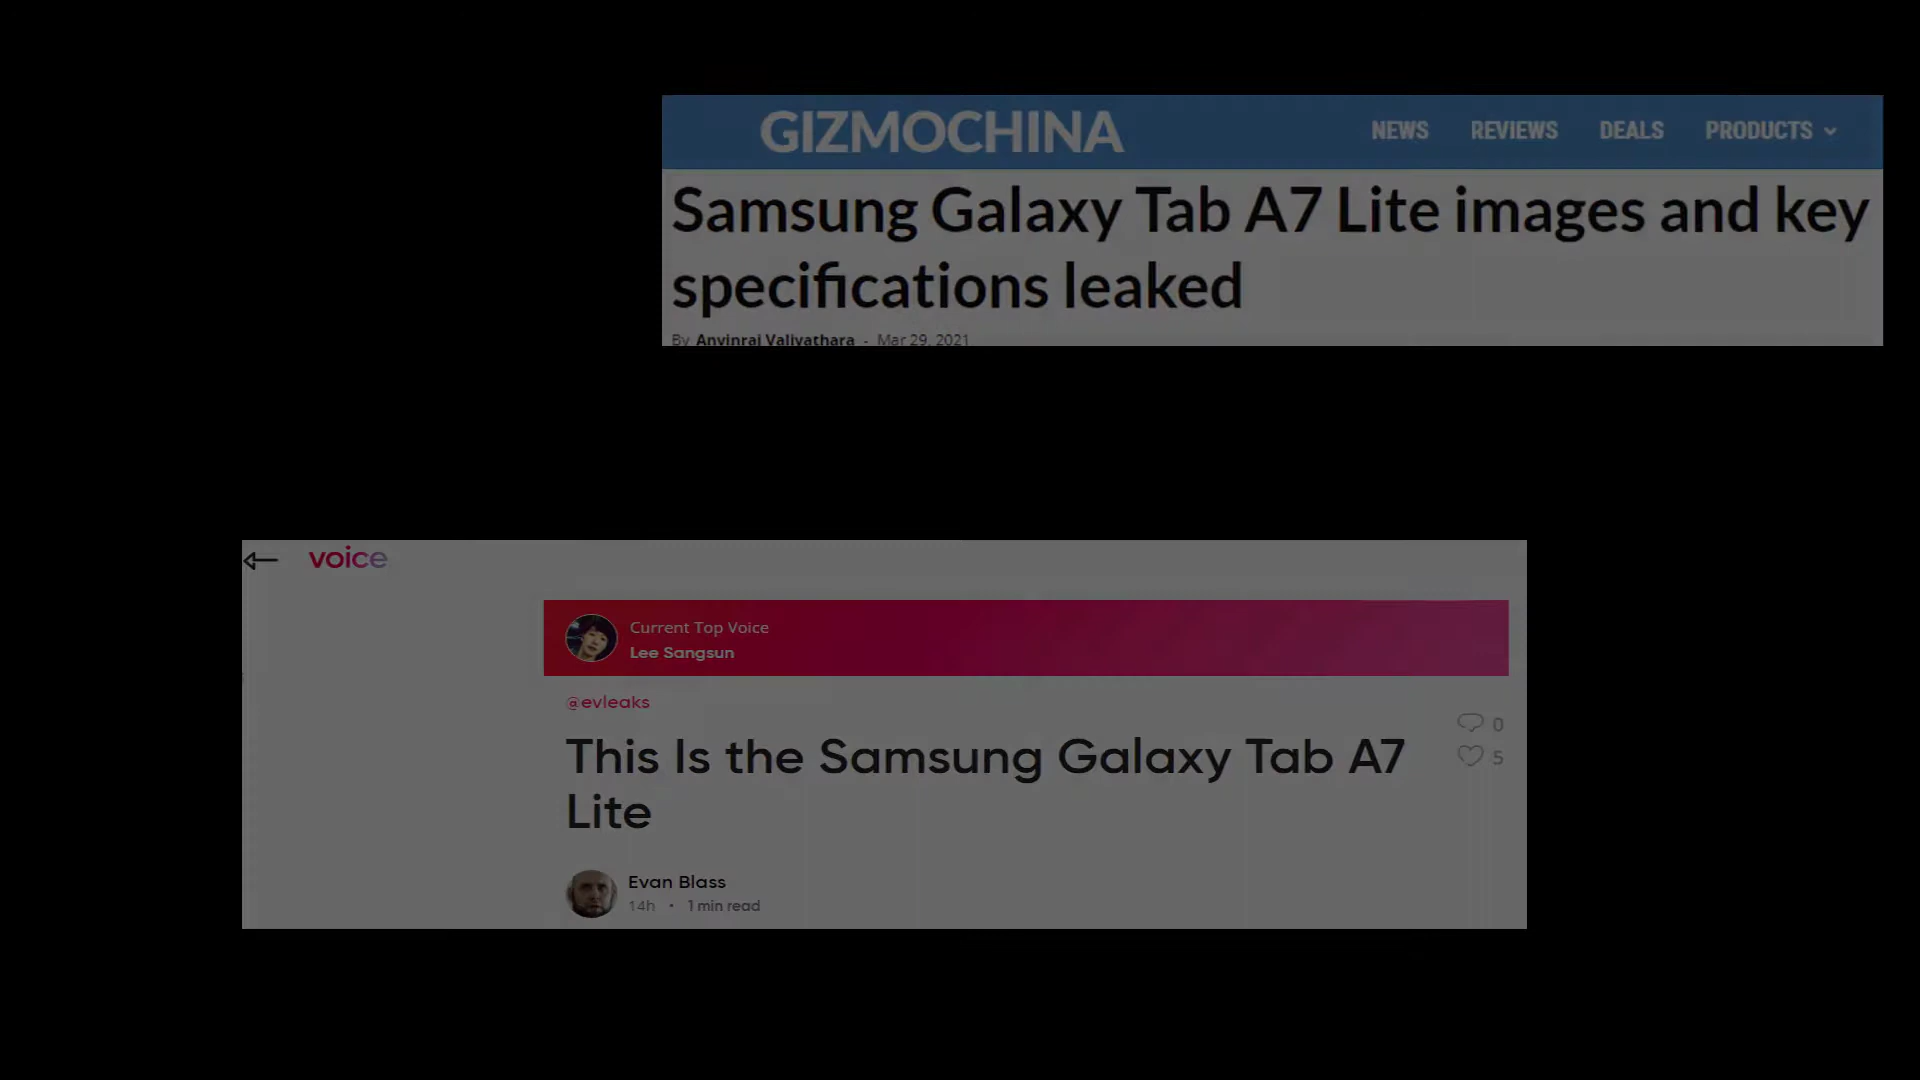 GIZMOCHINA
NEWS REVIEWS DEALS PRODUCTS
Samsung Galaxy Tab A7 Lite images and key
specifications leaked
By Anvinraj Valiyathara - Mar 29, 2021
voice
Current Top Voice
Lee Sangsun
@evleaks
This Is the Samsung Galaxy Tab A7
Lite
0
5
Evan Blass
14h • 1 min read